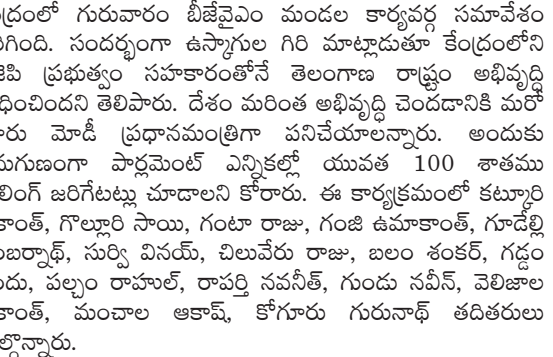 ద్రంలో గురువారం బీజేవైఎం మండల కార్యవర్గ సమావేశం
గింది. సందర్భంగా ఉస్కాగుల గిరి మాట్లాడుతూ కేంద్రంలోని
ప్రభుత్వం సహకారంతోనే తెలంగాణ రాష్ట్రం అభివృద్ధి
ధించిందని తెలిపారు. దేశం మరింత అభివృద్ధి చెందడానికి మరో
రు మోడీ ప్రధానమంత్రిగా పనిచేయాలన్నారు. అందుకు
గుణంగా పార్లమెంట్ ఎన్నికల్లో యువత 100 శాతము
లింగ్ జరిగేటట్లు చూడాలని కోరారు. ఈ కార్యక్రమంలో కట్కూరి
కాంత్, గొల్లూరి సాయి, గంటా రాజు, గంజి ఉమాకాంత్, గూడెల్లి
బర్నాథ్, సుర్వి వినయ్, చిలువేరు రాజు, బలం శంకర్, గడ్డం
దు, పల్చం రాహుల్, రాపర్తి నవనీత్, గుండు నవీన్, వెలిజాల
కాంత్, మంచాల ఆకాష్, కోగూరు గురునాథ్ తదితరులు
ల్గొన్నారు.